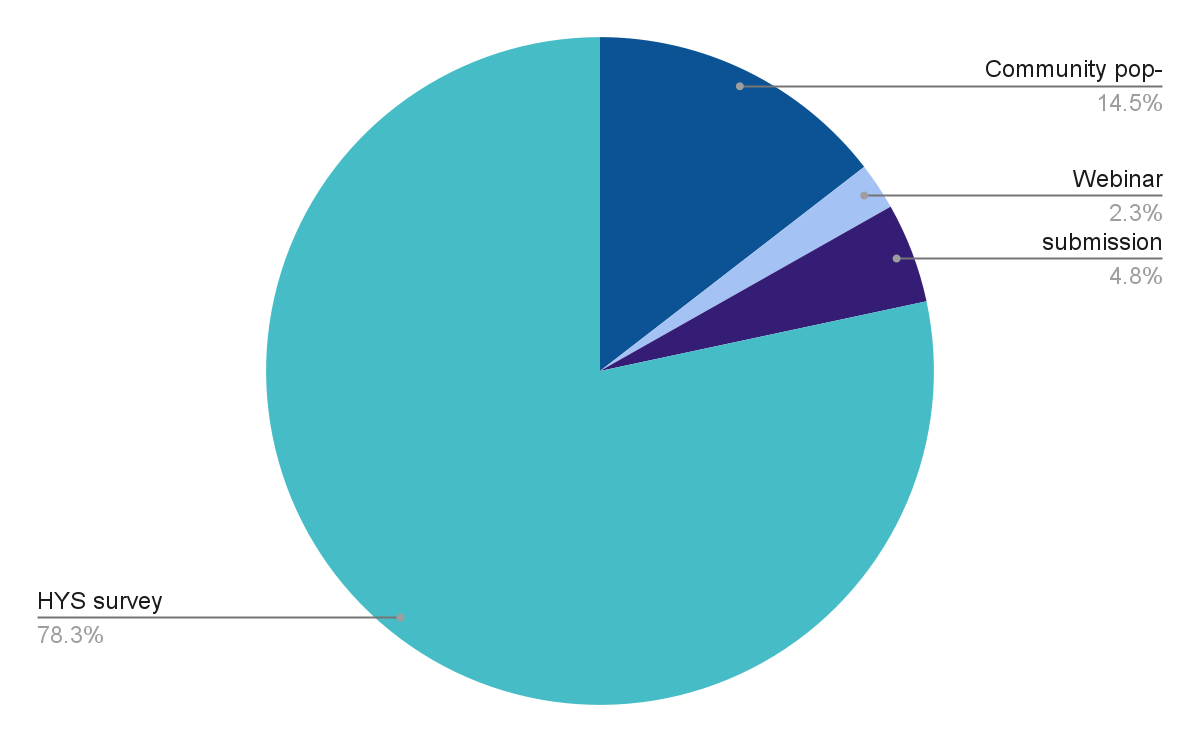 Community pop-
14.5%
Webinar
2.3%
submission
4.8%
HYS survey
78.3%